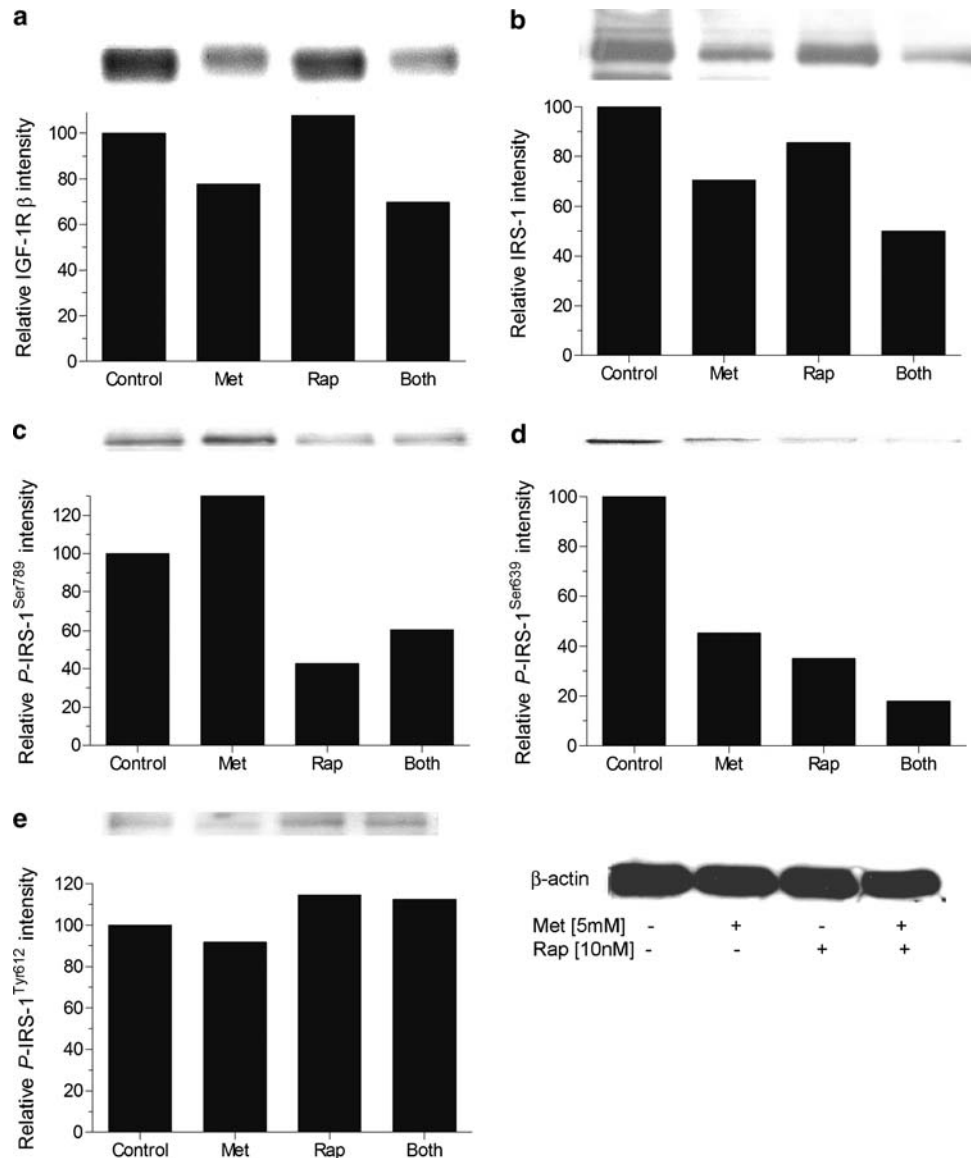 a
Relative IGF-1R β intensity
100
80
60
40
20
0
Control Met Rap Both
b
Relative IRS-1 intensity
100
80
60
40
20
0
Control Met Rap Both
c
Relative P-IRS-1Ser789 intensity
120
100
80
60
40
20
0
Control Met Rap Both
d
Relative P-IRS-1Ser639 intensity
100
80
60
40
20
0
Control Met Rap Both
e
Relative P-IRS-1Tyr612 intensity
120
100
80
60
40
20
0
Control Met Rap Both
β-actin
Met [5mM] - + - +
Rap [10nM] - - + +